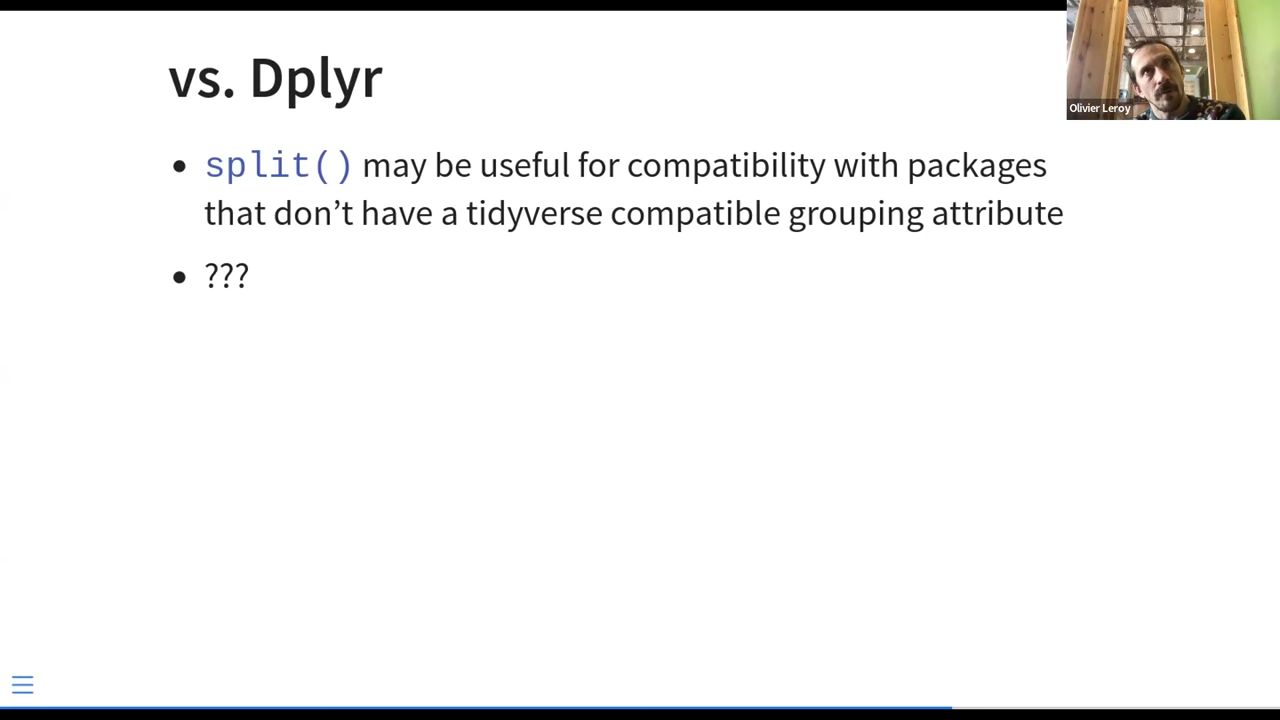 vs. Dplyr
Olivier Leroy
• split() may be useful for compatibility with packages
that don’t have a tidyverse compatible grouping attribute
• ???